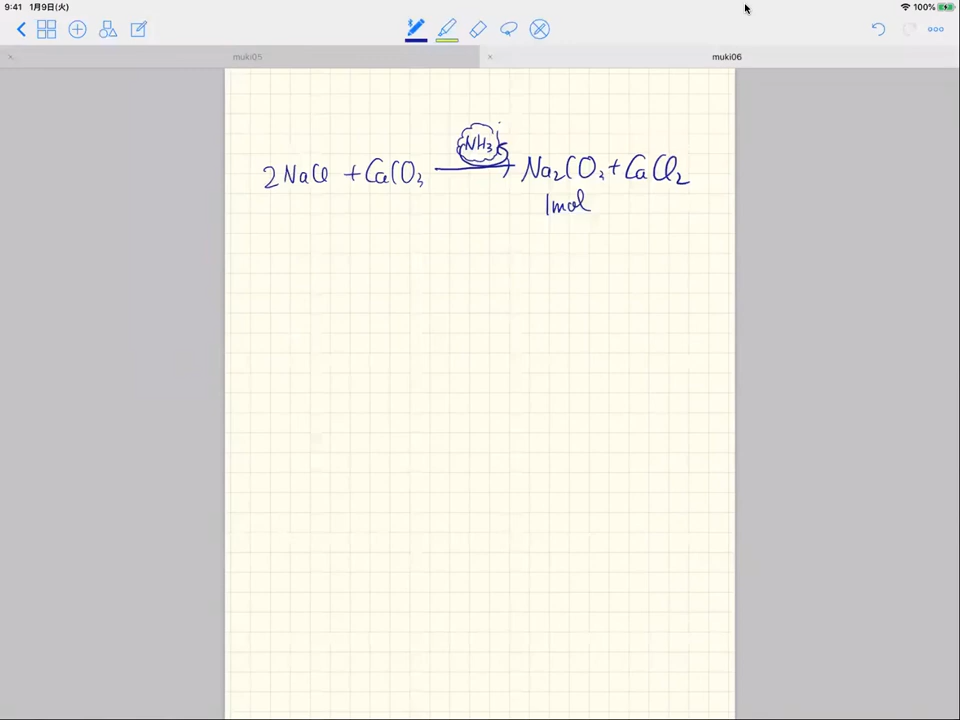 9:41 1月9日(火) 100%
muki05 muki06
NH3
2NaCl + CaCO3 → Na2CO3 + CaCl2
1mol